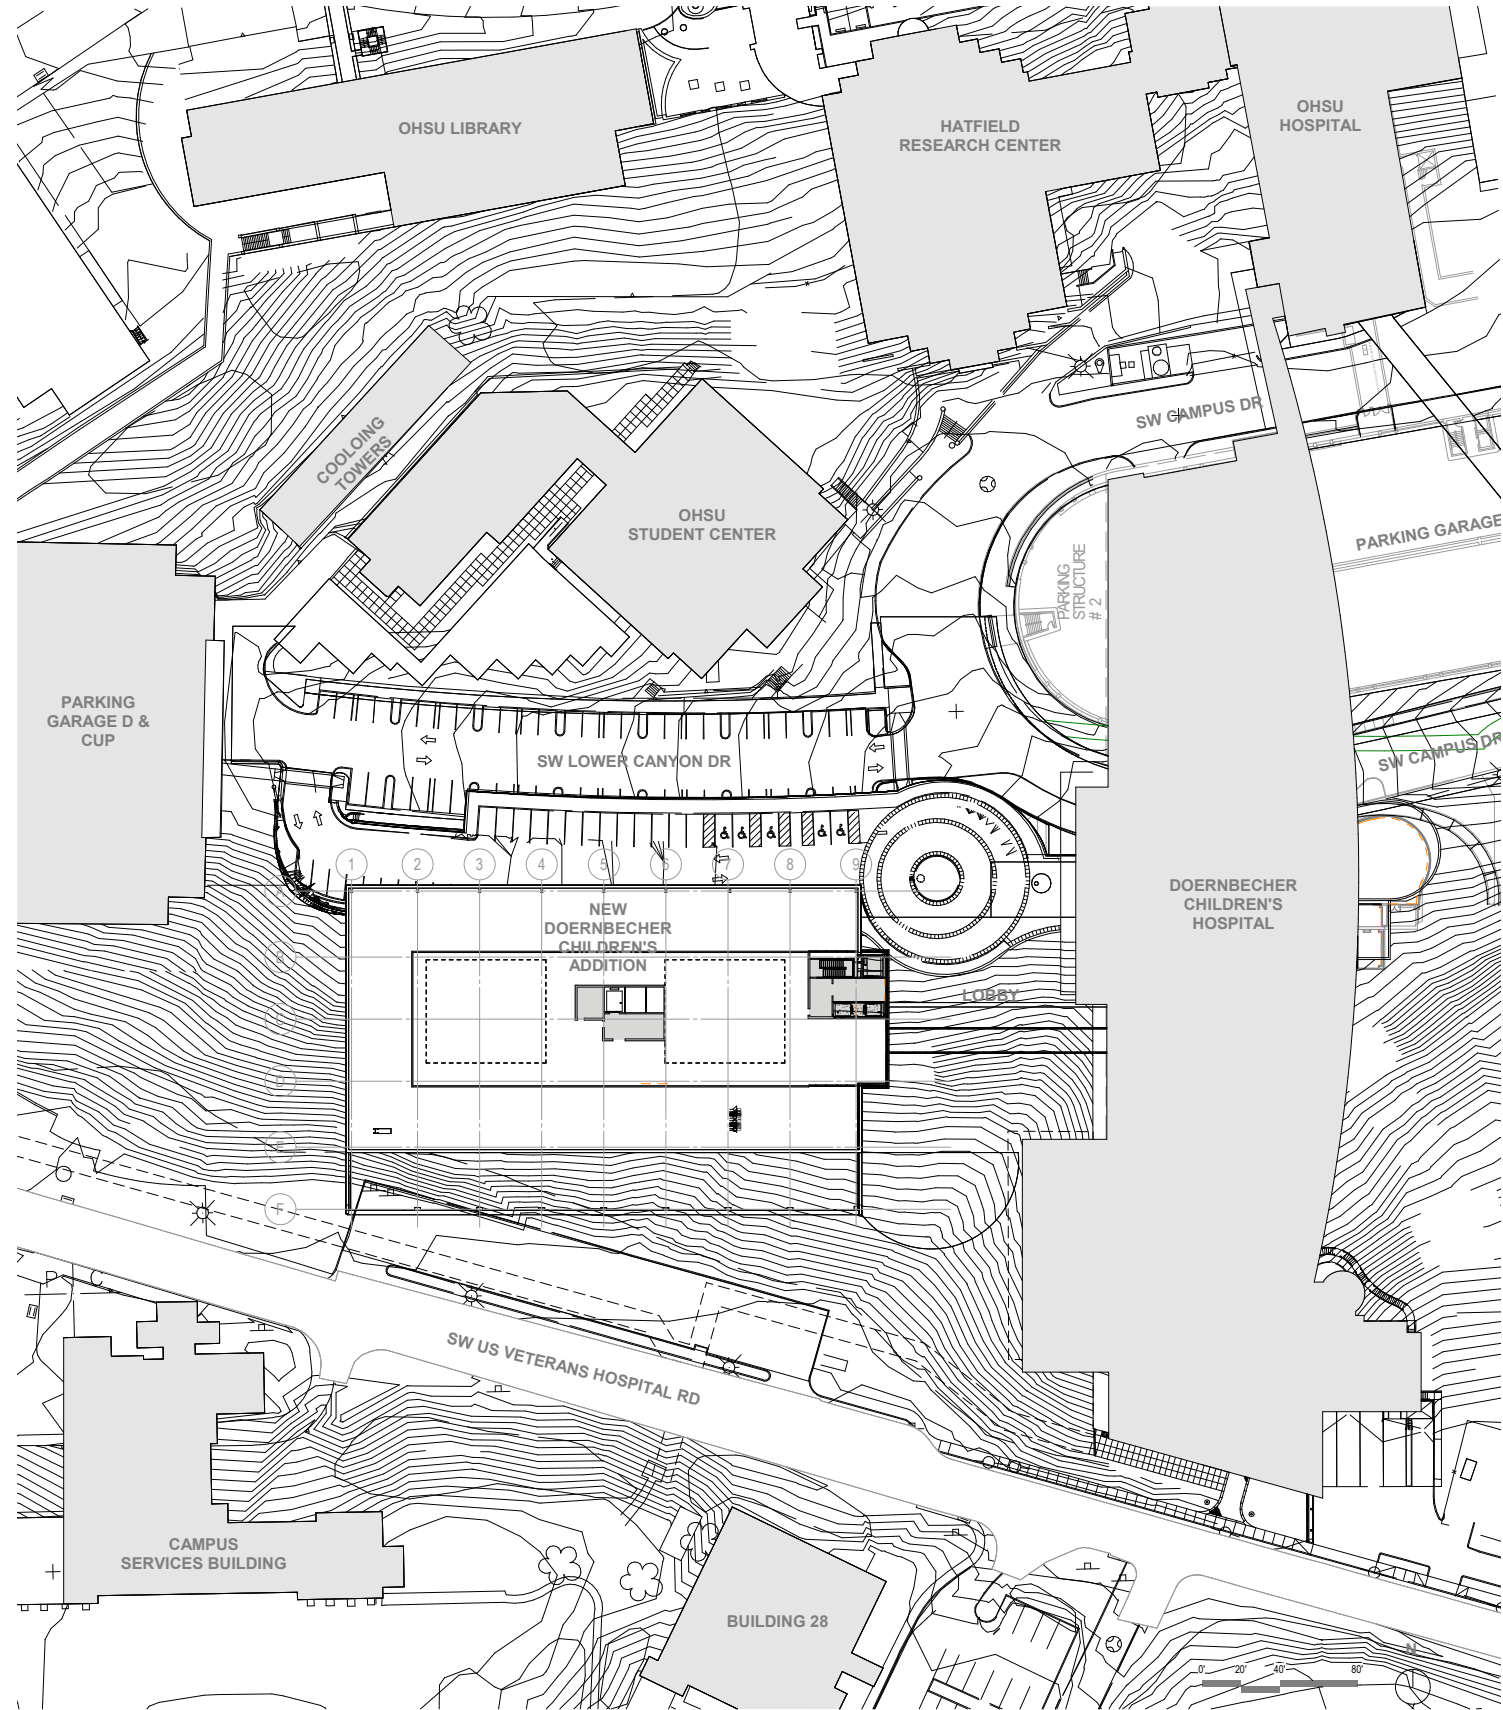 OHSU LIBRARY
HATFIELD
RESEARCH CENTER
OHSU
HOSPITAL
SW CAMPUS DR
COOLOING
TOWERS
OHSU
STUDENT CENTER
PARKING GARAGE
PARKING
STRUCTURE
# 2
PARKING
GARAGE D &
CUP
SW LOWER CANYON DR
SW CAMPUS DR
1 2 3 4 5 6 7 8 9
NEW
DOERNBECHER
CHILDREN'S
ADDITION
DOERNBECHER
CHILDREN'S
HOSPITAL
B
LOBBY
D
E
F
P C
SW US VETERANS HOSPITAL RD
CAMPUS
SERVICES BUILDING
BUILDING 28
N
0' 20' 40' 80'